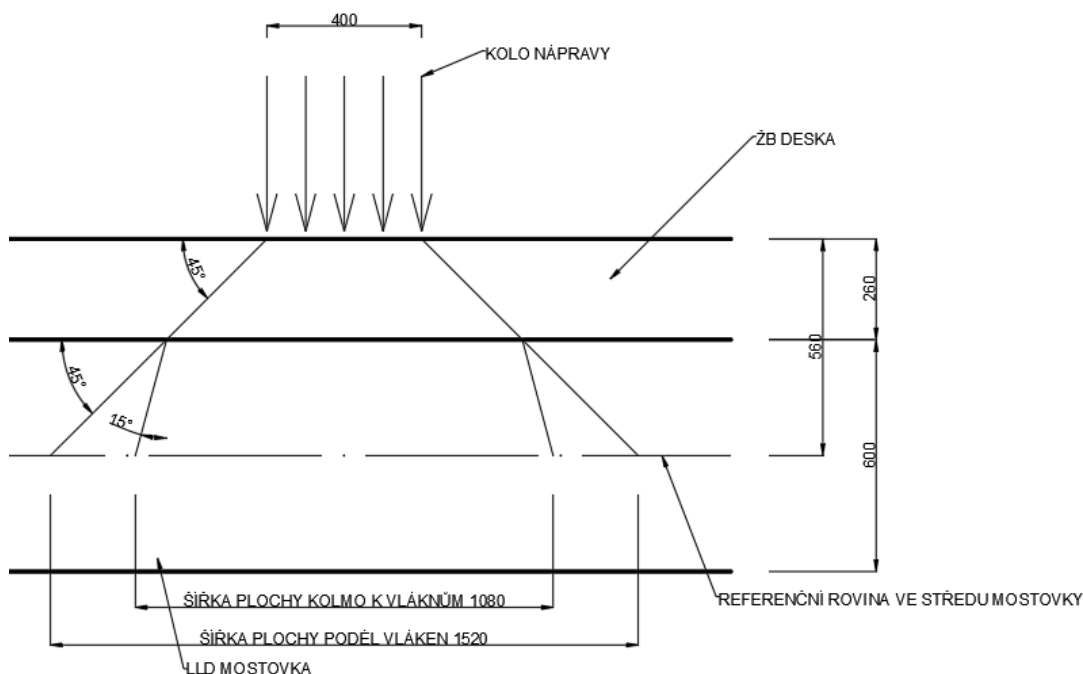 400
KOLO NÁPRAVY
ŽB DESKA
45°
260
560
45°
15°
600
ŠÍŘKA PLOCHY KOLMO K VLÁKNŮM 1080
REFERENČNÍ ROVINA VE STŘEDU MOSTOVKY
ŠÍŘKA PLOCHY PODÉL VLÁKEN 1520
LLD MOSTOVKA